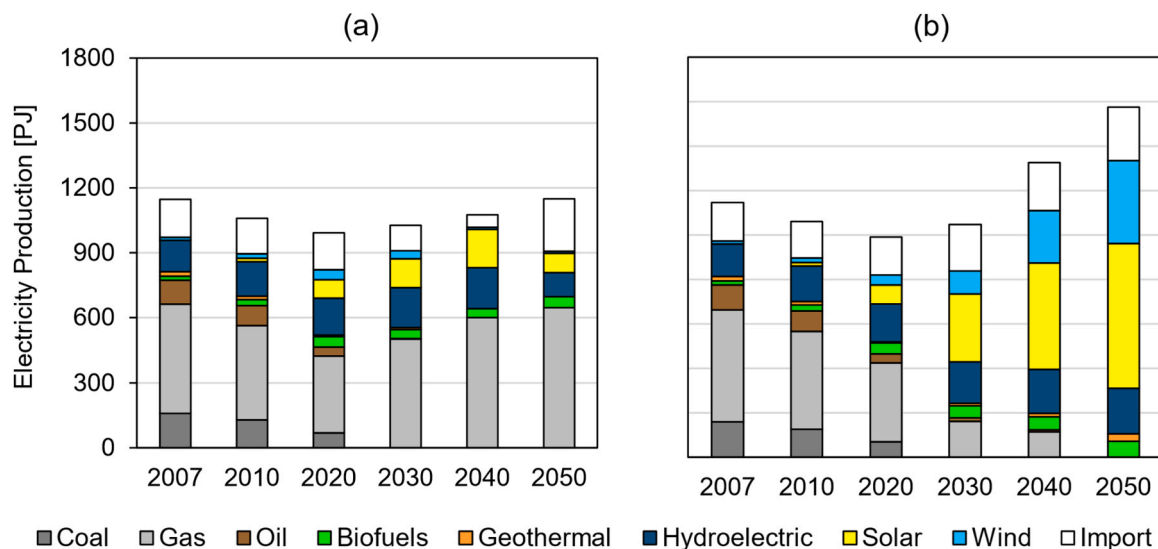 (a) (b)
Electricity Production [PJ]
1800
1500
1200
900
600
300
0
2007 2010 2020 2030 2040 2050 2007 2010 2020 2030 2040 2050
Coal Gas Oil Biofuels Geothermal Hydroelectric Solar Wind Import